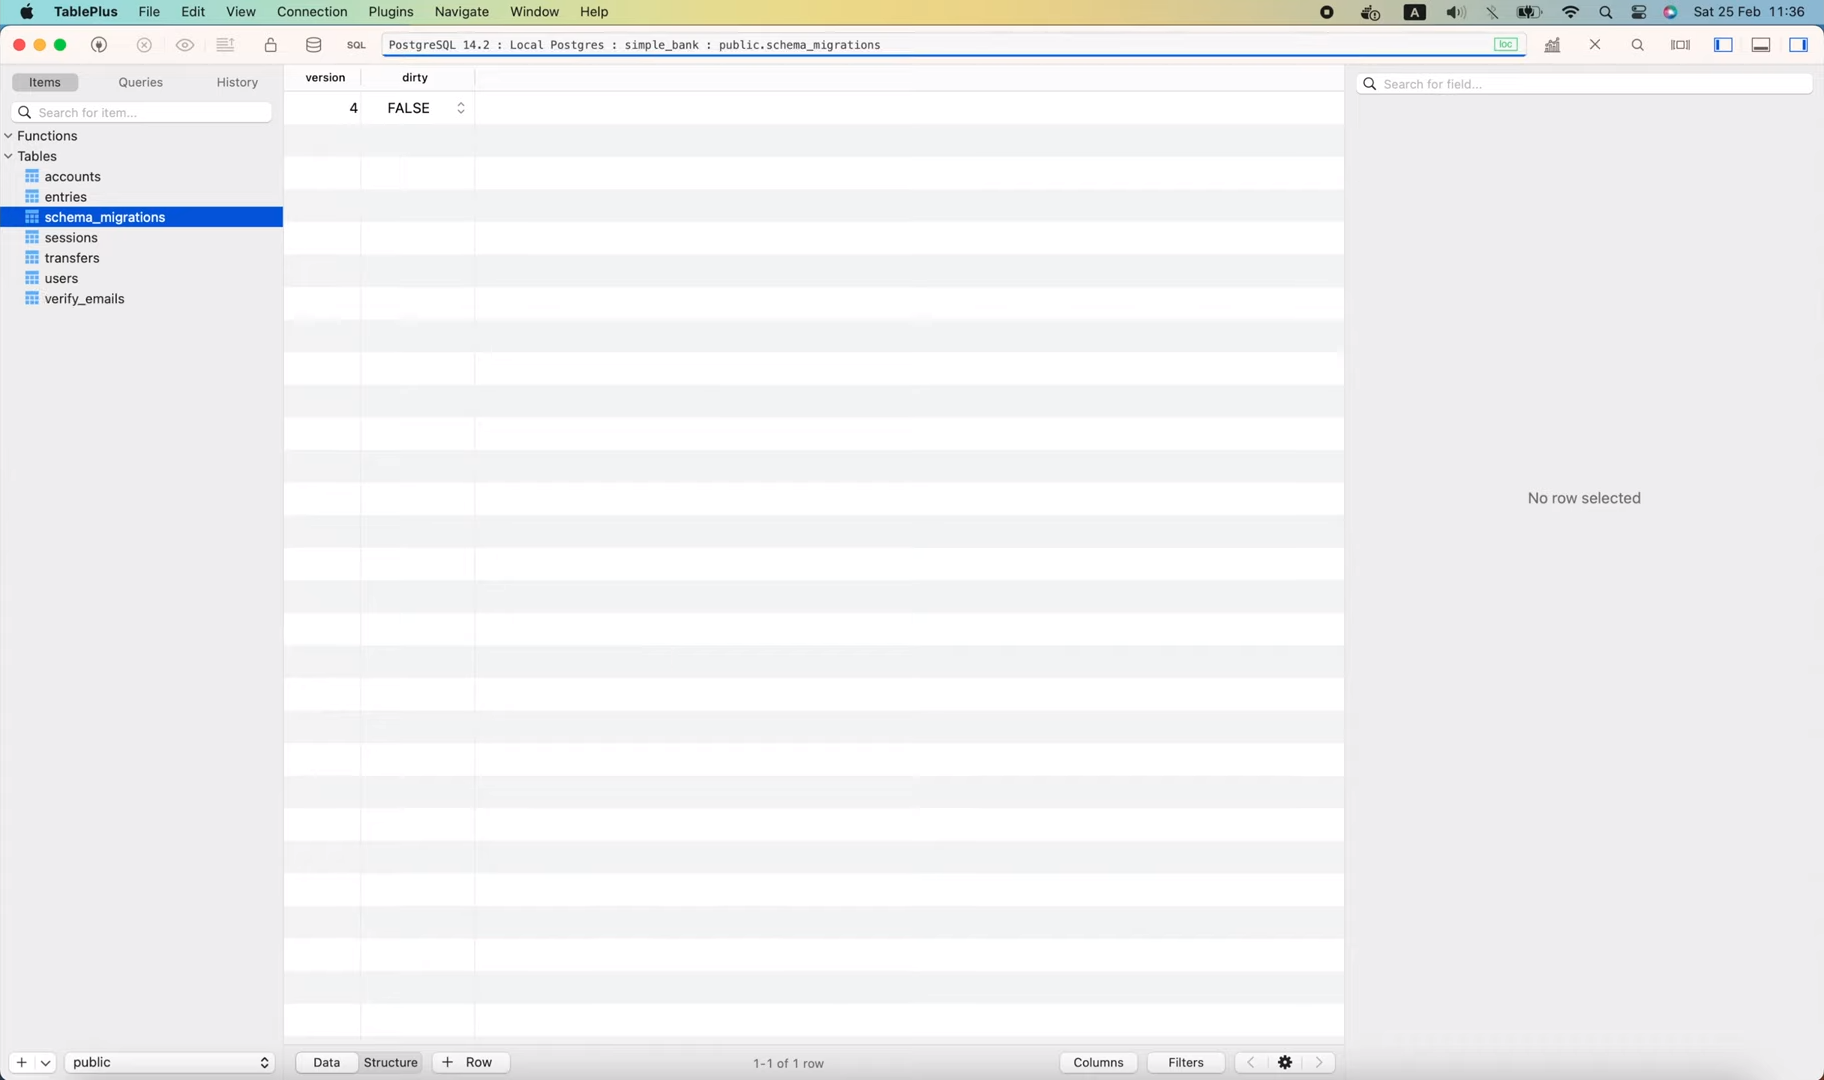 TablePlus File Edit View Connection Plugins Navigate Window Help A Sat 25 Feb 11:36
SQL PostgreSQL 14.2 : Local Postgres : simple_bank : public.schema_migrations loc
Items Queries History
Search for item...
Functions
Tables
accounts
entries
schema_migrations
sessions
transfers
users
verify_emails
public
version dirty
4 FALSE
Data Structure + Row 1-1 of 1 row Columns Filters
Search for field...
No row selected